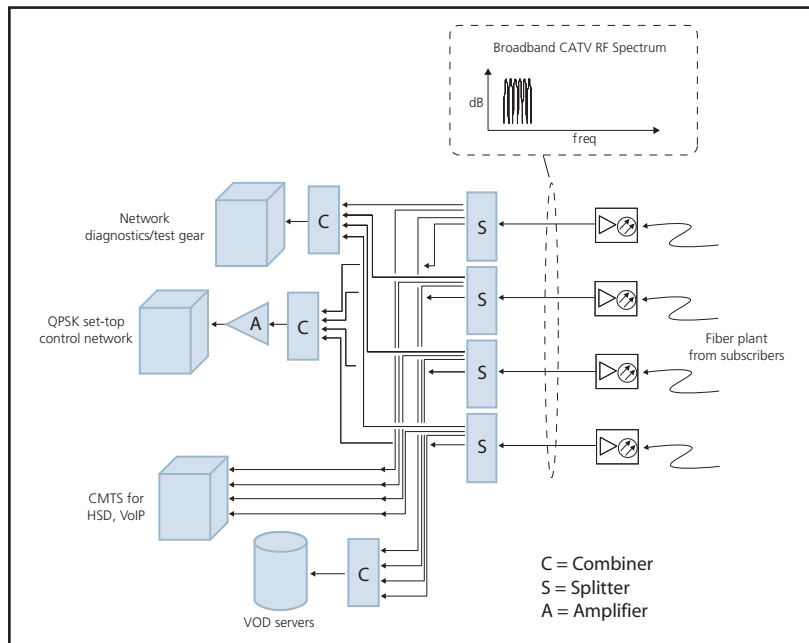 Broadband CATV RF Spectrum
dB
freq
Network
diagnostics/test gear
C
S
QPSK set-top
control network
A
C
S
Fiber plant
from subscribers
S
S
CMTS for
HSD, VoIP
C
VOD servers
C = Combiner
S = Splitter
A = Amplifier